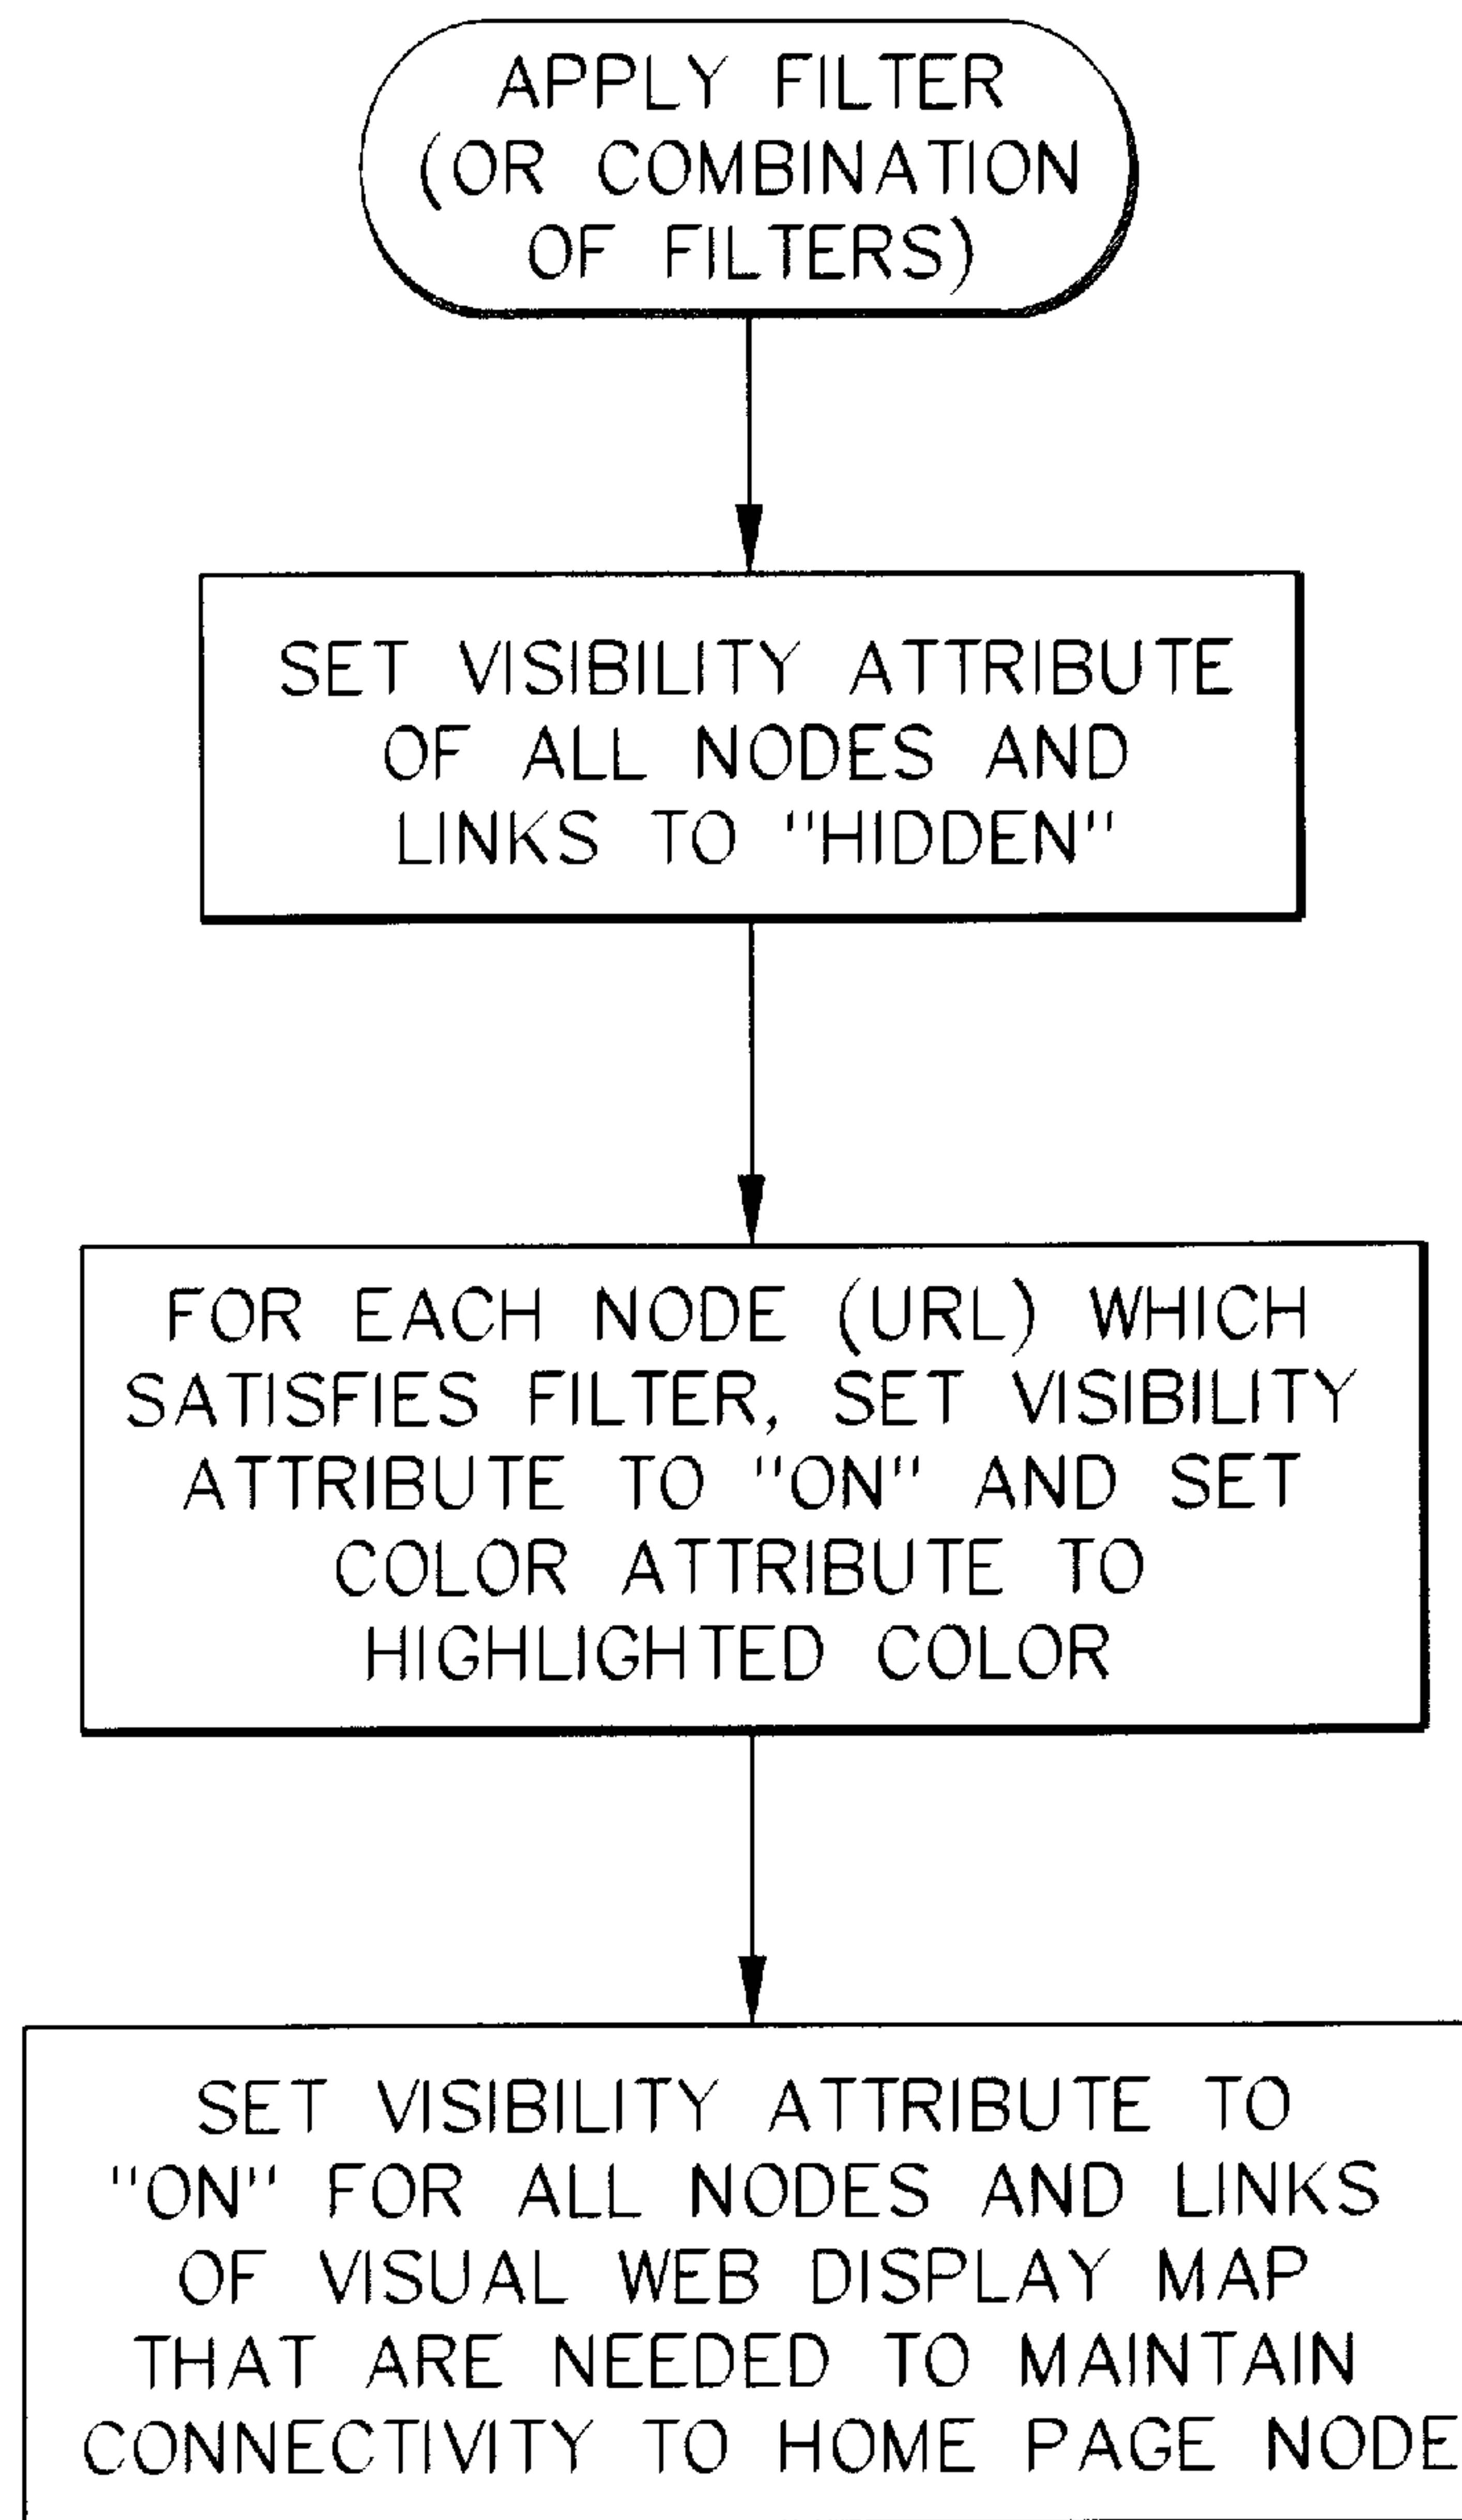 APPLY FILTER
(OR COMBINATION
OF FILTERS)
SET VISIBILITY ATTRIBUTE
OF ALL NODES AND
LINKS TO "HIDDEN"
FOR EACH NODE (URL) WHICH
SATISFIES FILTER, SET VISIBILITY
ATTRIBUTE TO "ON" AND SET
COLOR ATTRIBUTE TO
HIGHLIGHTED COLOR
SET VISIBILITY ATTRIBUTE TO
"ON" FOR ALL NODES AND LINKS
OF VISUAL WEB DISPLAY MAP
THAT ARE NEEDED TO MAINTAIN
CONNECTIVITY TO HOME PAGE NODE